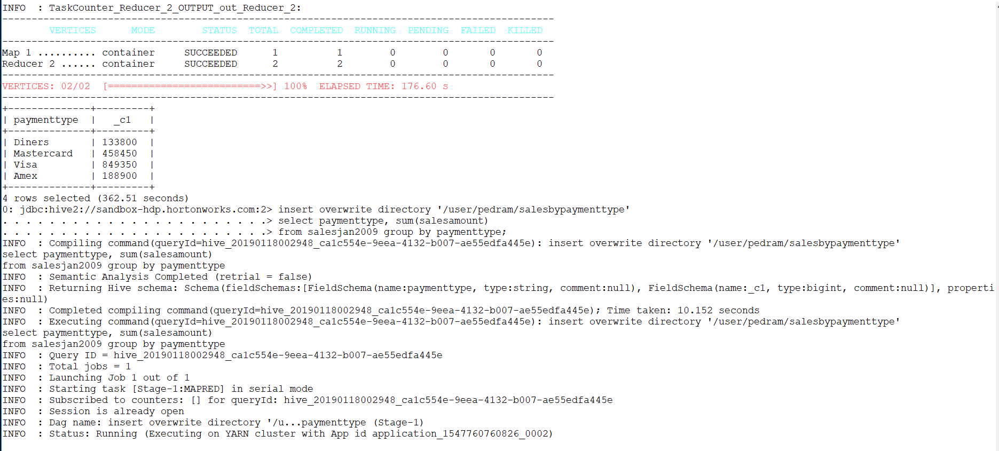 INFO  : TaskCounter_Reducer_2_OUTPUT_out_Reducer_2:
----------------------------------------------------------------------------------------------
        VERTICES      MODE        STATUS  TOTAL  COMPLETED  RUNNING  PENDING  FAILED  KILLED
----------------------------------------------------------------------------------------------
Map 1 .......... container     SUCCEEDED      1          1        0        0       0       0
Reducer 2 ...... container     SUCCEEDED      2          2        0        0       0       0
----------------------------------------------------------------------------------------------
VERTICES: 02/02  [==========================>>] 100%  ELAPSED TIME: 176.60 s
----------------------------------------------------------------------------------------------
+--------------+---------+
| paymenttype  |   _c1   |
+--------------+---------+
| Diners       | 133800  |
| Mastercard   | 458450  |
| Visa         | 849350  |
| Amex         | 188900  |
+--------------+---------+
4 rows selected (362.51 seconds)
0: jdbc:hive2://sandbox-hdp.hortonworks.com:2> insert overwrite directory '/user/pedram/salesbypaymenttype'
. . . . . . . . . . . . . . . . . . . . . . .> select paymenttype, sum(salesamount)
. . . . . . . . . . . . . . . . . . . . . . .> from salesjan2009 group by paymenttype;
INFO  : Compiling command(queryId=hive_20190118002948_ca1c554e-9eea-4132-b007-ae55edfa445e): insert overwrite directory '/user/pedram/salesbypaymenttype'
select paymenttype, sum(salesamount)
from salesjan2009 group by paymenttype
INFO  : Semantic Analysis Completed (retrial = false)
INFO  : Returning Hive schema: Schema(fieldSchemas:[FieldSchema(name:paymenttype, type:string, comment:null), FieldSchema(name:_c1, type:bigint, comment:null)], properti
es:null)
INFO  : Completed compiling command(queryId=hive_20190118002948_ca1c554e-9eea-4132-b007-ae55edfa445e); Time taken: 10.152 seconds
INFO  : Executing command(queryId=hive_20190118002948_ca1c554e-9eea-4132-b007-ae55edfa445e): insert overwrite directory '/user/pedram/salesbypaymenttype'
select paymenttype, sum(salesamount)
from salesjan2009 group by paymenttype
INFO  : Query ID = hive_20190118002948_ca1c554e-9eea-4132-b007-ae55edfa445e
INFO  : Total jobs = 1
INFO  : Launching Job 1 out of 1
INFO  : Starting task [Stage-1:MAPRED] in serial mode
INFO  : Subscribed to counters: [] for queryId: hive_20190118002948_ca1c554e-9eea-4132-b007-ae55edfa445e
INFO  : Session is already open
INFO  : Dag name: insert overwrite directory '/u...paymenttype (Stage-1)
INFO  : Status: Running (Executing on YARN cluster with App id application_1547760760826_0002)